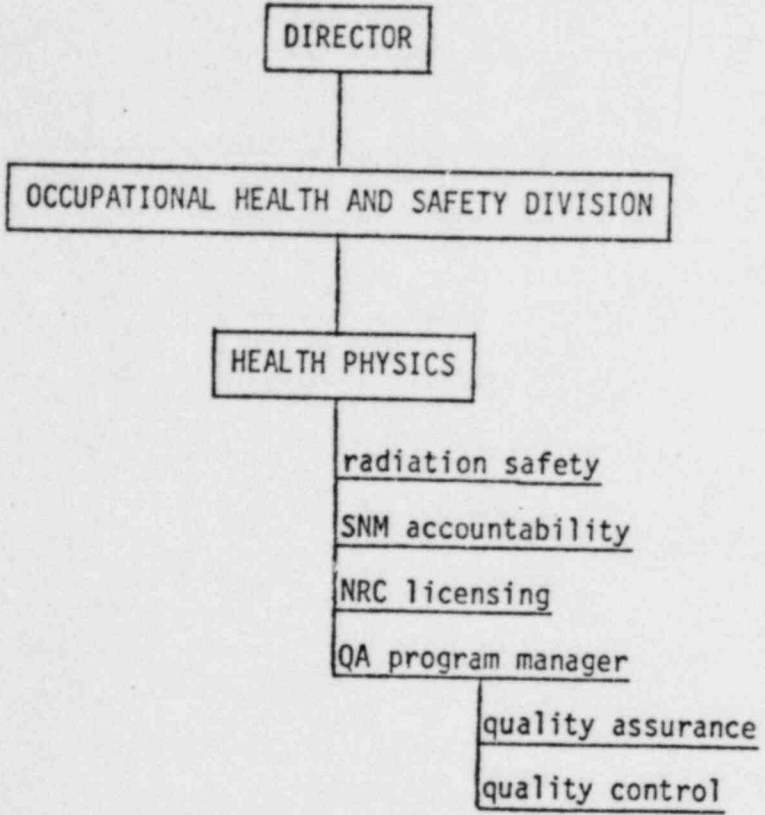 DIRECTOR
OCCUPATIONAL HEALTH AND SAFETY DIVISION
HEALTH PHYSICS
radiation safety
SNM accountability
NRC licensing
QA program manager
quality assurance
quality control